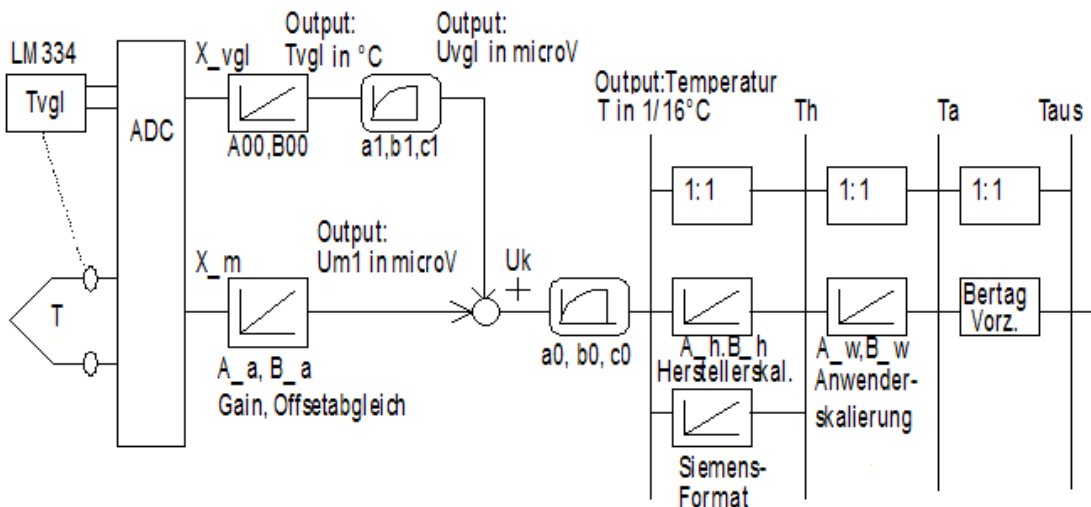 LM334
Tvgl
ADC
X_vgl
Output:
Tvgl in °C
Output:
Uvgl in microV
A00,B00
a1,b1,c1
T
X_m
Output:
Um1 in microV
A_a, B_a
Gain, Offsetabgleich
Uk
+
a0, b0, c0
Output:Temperatur
T in 1/16°C
Th
Ta
Taus
1:1
1:1
1:1
A_h.B_h
Herstellerskal.
A_w,B_w
Anwender-
skalierung
Bertag
Vorz.
Siemens-
Format